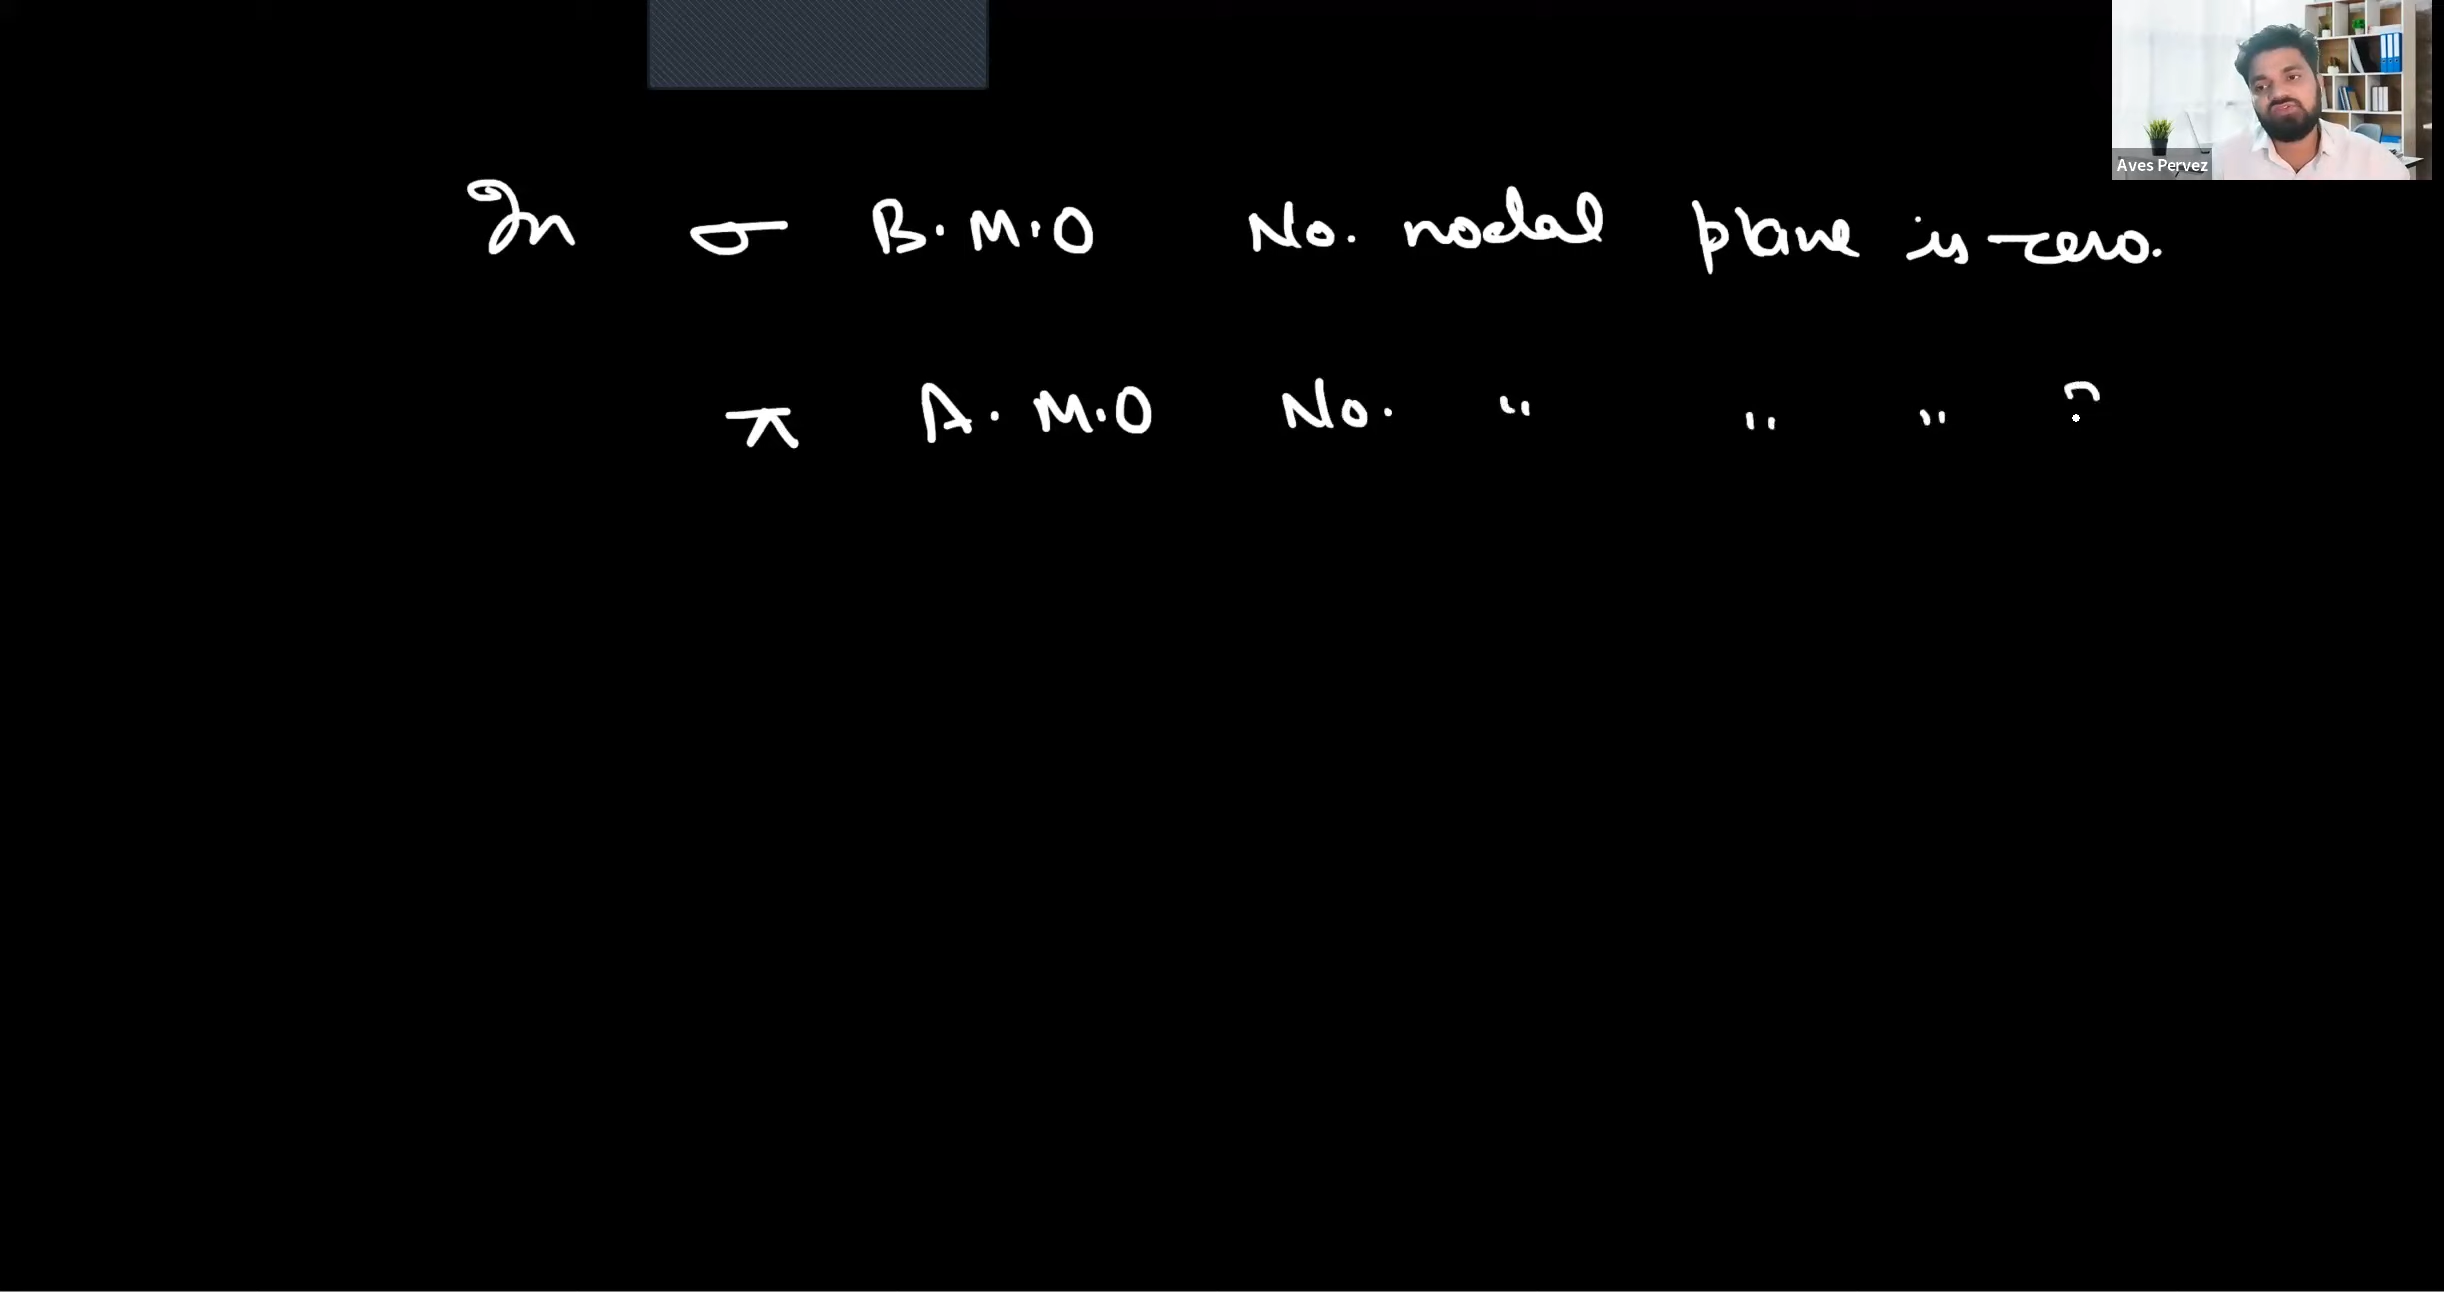 Aves Pervez
In σ B.M.O No. nodal plane is zero.
π A.M.O No. " " " ?